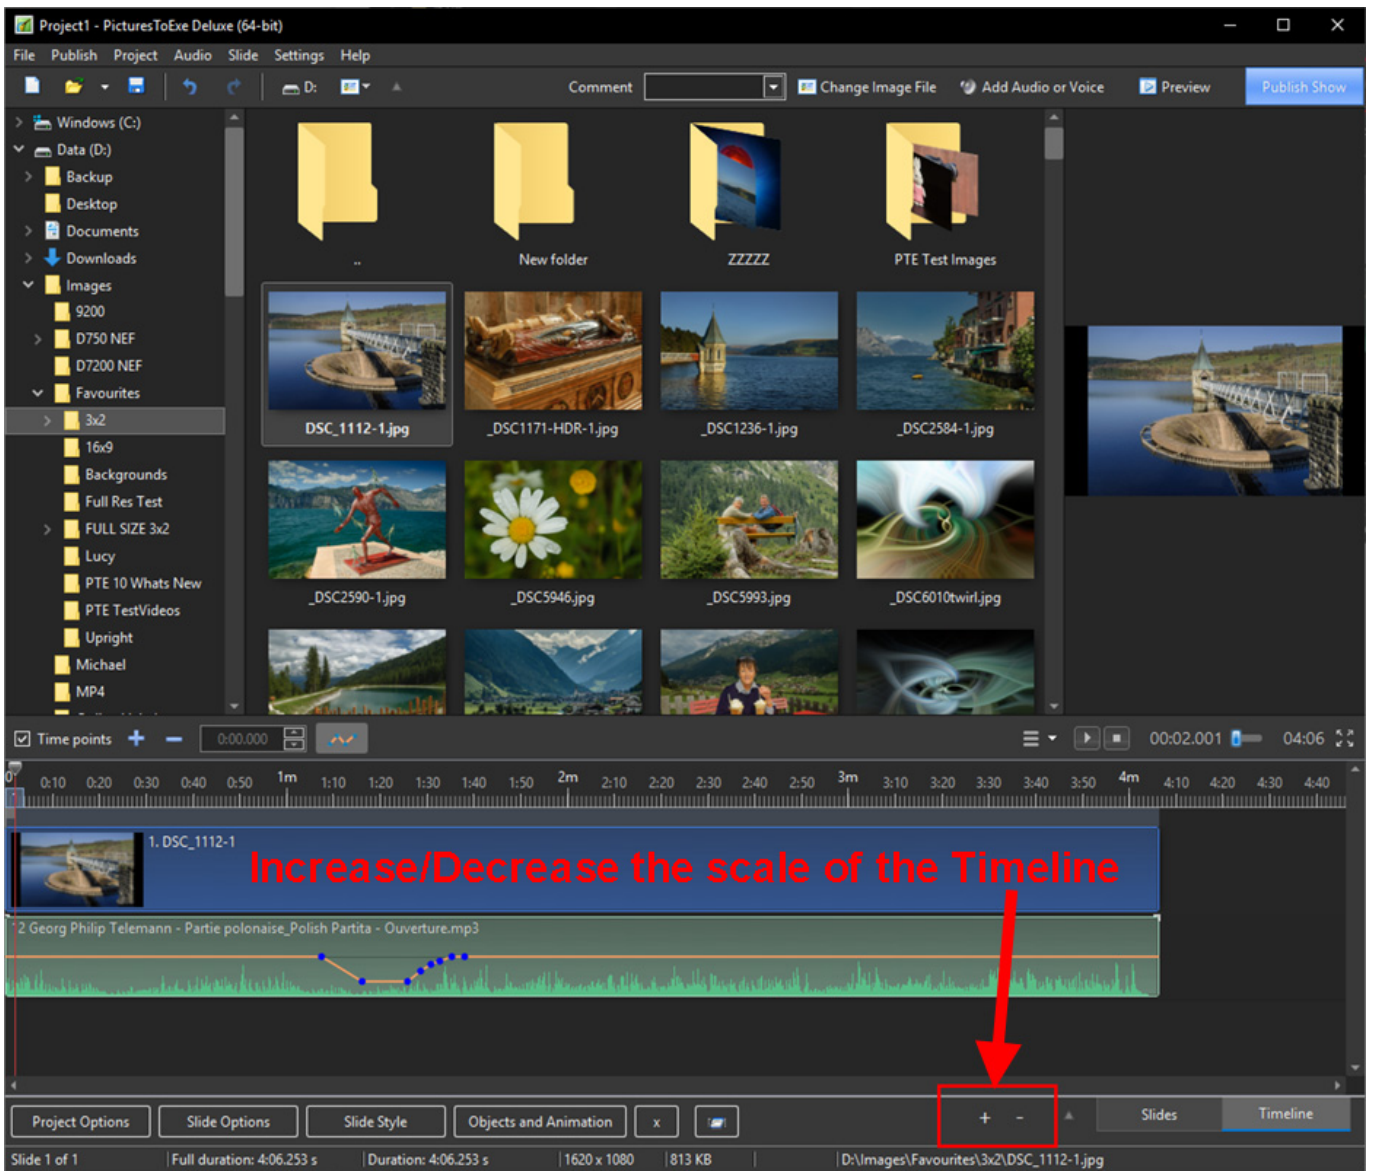 Project1 - PicturesToExe Deluxe (64-bit)
File Publish Project Audio Slide Settings Help
D: Comment Change Image File Add Audio or Voice Preview Publish Show
Windows (C:)
Data (D:)
Backup
Desktop
Documents
Downloads
Images
9200
D750 NEF
D7200 NEF
Favourites
3x2
16x9
Backgrounds
Full Res Test
FULL SIZE 3x2
Lucy
PTE 10 Whats New
PTE TestVideos
Upright
Michael
MP4
.. New folder ZZZZZ PTE Test Images
DSC_1112-1.jpg _DSC1171-HDR-1.jpg _DSC1236-1.jpg _DSC2584-1.jpg
_DSC2590-1.jpg _DSC5946.jpg _DSC5993.jpg _DSC6010twirl.jpg
Time points + - 0:00.000 00:02.001 04:06
0 0:10 0:20 0:30 0:40 0:50 1m 1:10 1:20 1:30 1:40 1:50 2m 2:10 2:20 2:30 2:40 2:50 3m 3:10 3:20 3:30 3:40 3:50 4m 4:10 4:20 4:30 4:40
1
1. DSC_1112-1
Increase/Decrease the scale of the Timeline
2 Georg Philip Telemann - Partie polonaise_Polish Partita - Ouverture.mp3
Project Options Slide Options Slide Style Objects and Animation x + - Slides Timeline
Slide 1 of 1 Full duration: 4:06.253 s Duration: 4:06.253 s 1620 x 1080 813 KB D:\Images\Favourites\3x2\DSC_1112-1.jpg